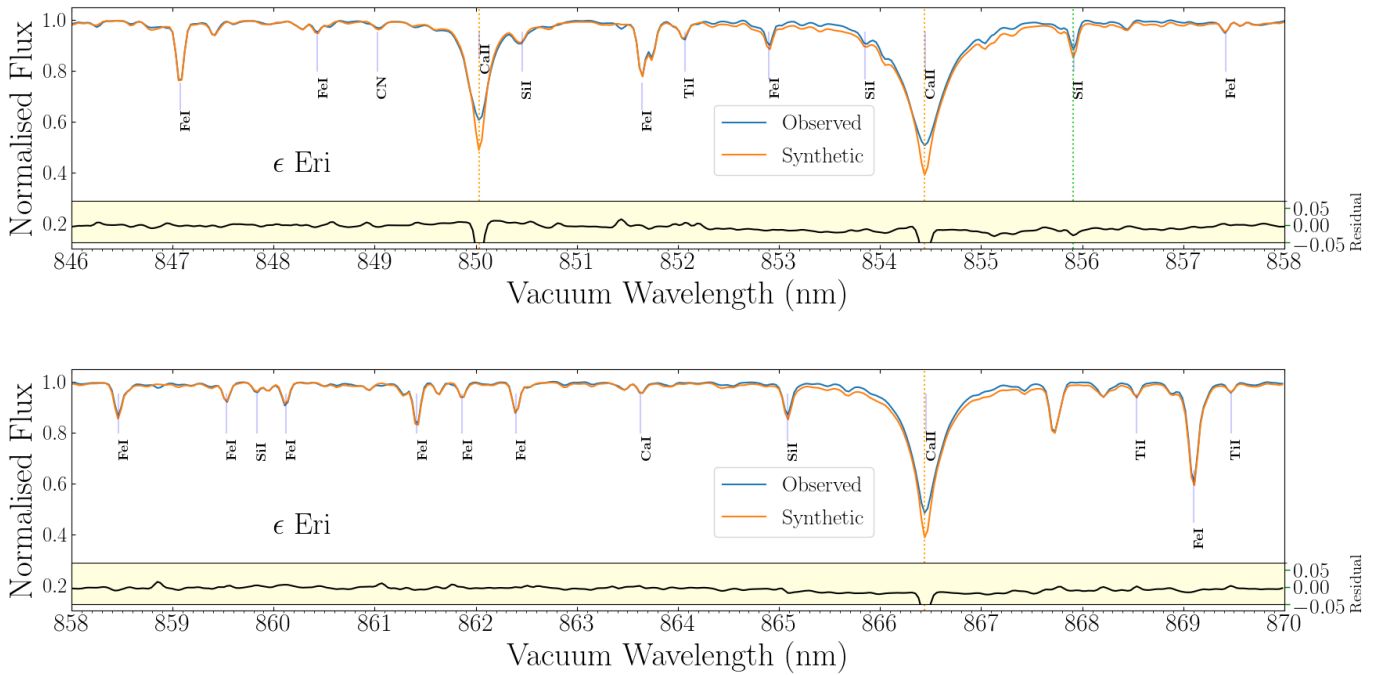 Normalised Flux
1.0
0.8
0.6
0.4
0.2
FeI
FeI
CN
CaII
SiI
FeI
TiI
FeI
SiI
CaII
SiI
FeI
ϵ Eri
Observed
Synthetic
0.05
0.00
−0.05
Residual
846 847 848 849 850 851 852 853 854 855 856 857 858
Vacuum Wavelength (nm)
Normalised Flux
1.0
0.8
0.6
0.4
0.2
FeI
FeI
SiI
FeI
FeI
FeI
FeI
CaI
SiI
CaII
TiI
FeI
TiI
ϵ Eri
Observed
Synthetic
0.05
0.00
−0.05
Residual
858 859 860 861 862 863 864 865 866 867 868 869 870
Vacuum Wavelength (nm)